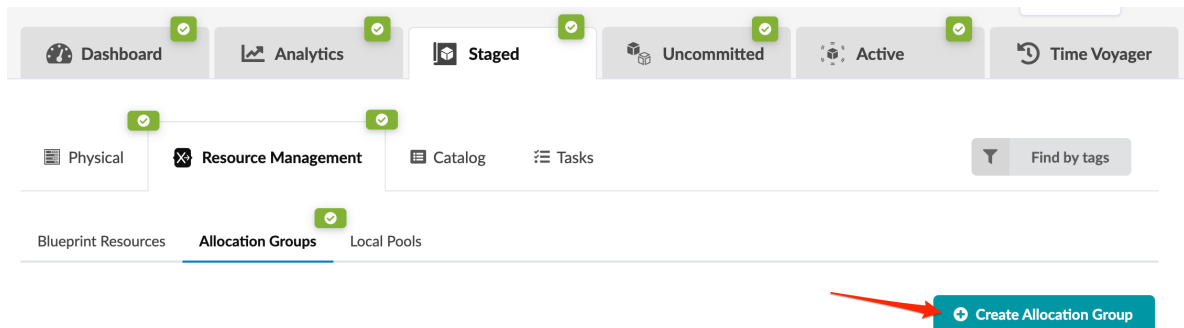 Dashboard Analytics Staged Uncommitted Active Time Voyager
Physical Resource Management Catalog Tasks Find by tags
Blueprint Resources Allocation Groups Local Pools
Create Allocation Group